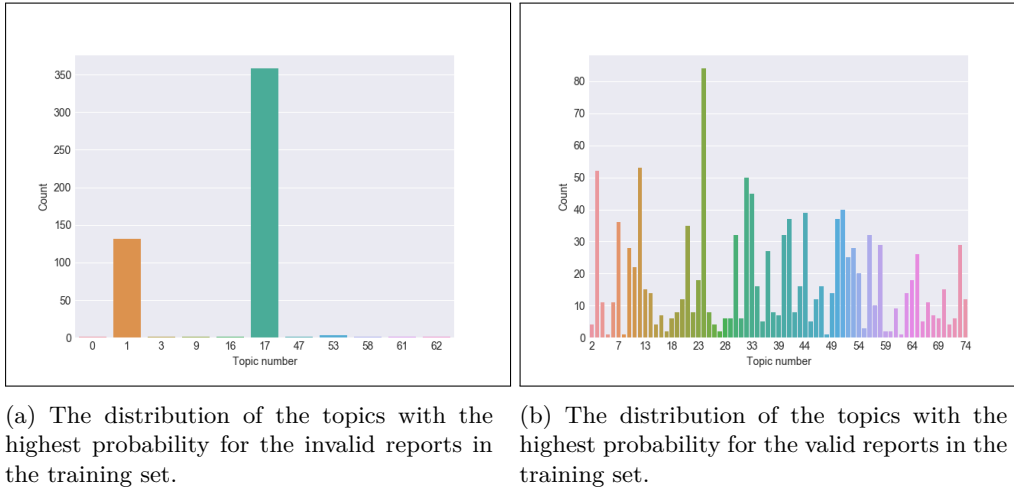 350
300
250
200
150
100
50
0
Count
0 1 3 9 16 17 47 53 58 61 62
Topic number
80
70
60
50
40
30
20
10
0
Count
2 7 13 18 23 28 33 39 44 49 54 59 64 69 74
Topic number
(a) The distribution of the topics with the
highest probability for the invalid reports in
the training set.
(b) The distribution of the topics with the
highest probability for the valid reports in the
training set.